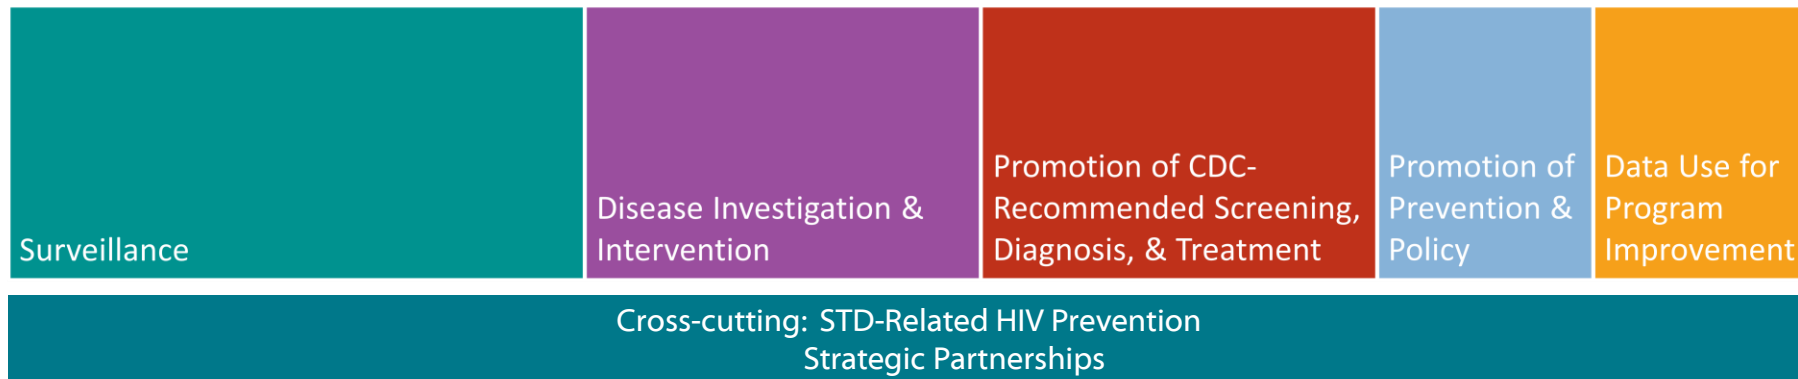 Surveillance
Disease Investigation &
Intervention
Promotion of CDC-
Recommended Screening,
Diagnosis, & Treatment
Promotion of
Prevention &
Policy
Data Use for
Program
Improvement
Cross-cutting: STD-Related HIV Prevention
Strategic Partnerships